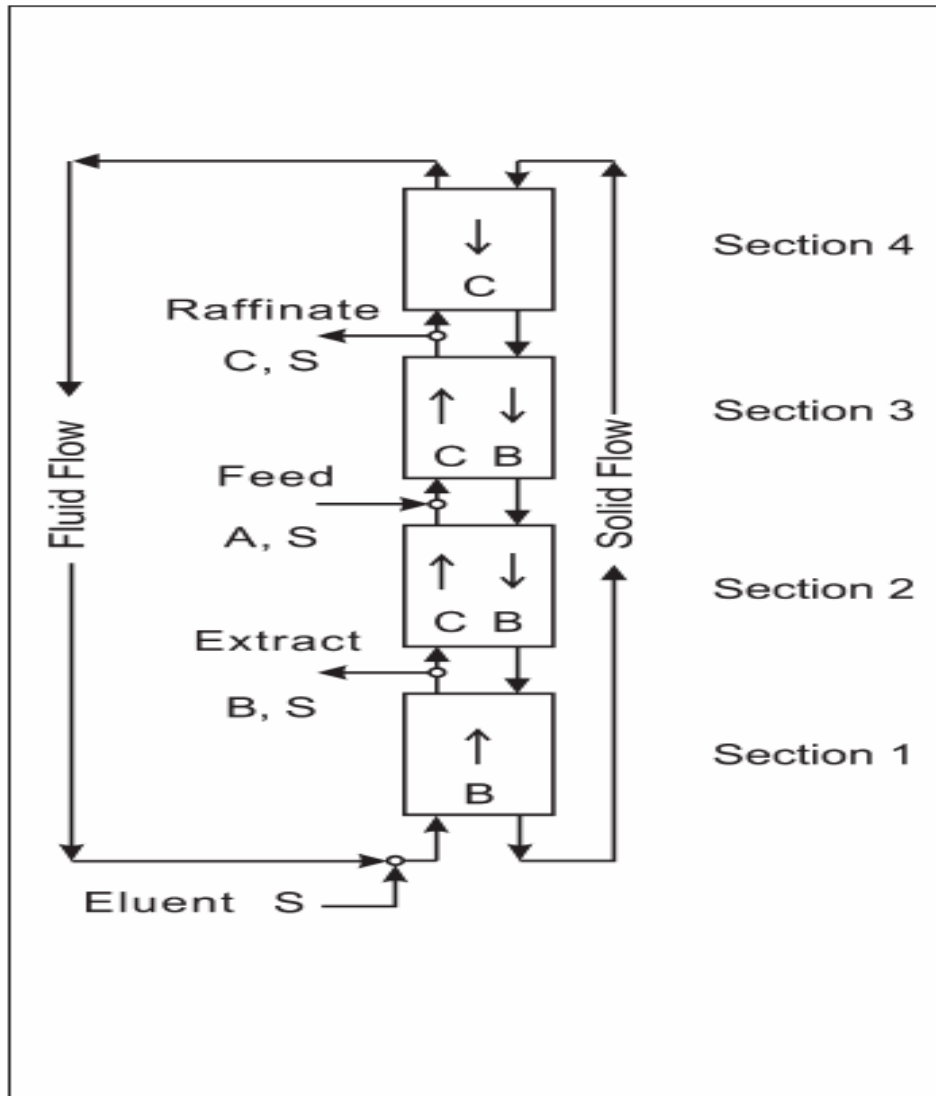 Section 4
C
Raffinate
C, S
Section 3
C B
Feed
A, S
Fluid Flow
Solid Flow
Section 2
C B
Extract
B, S
Section 1
B
Eluent S